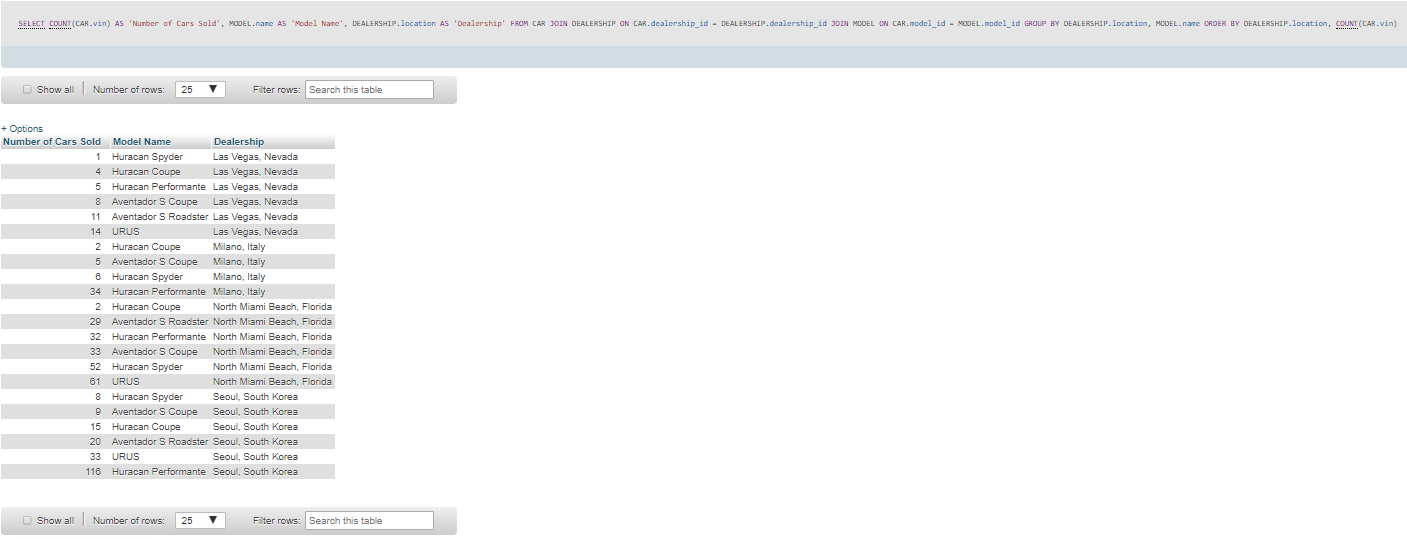 SELECT COUNT(CAR.vin) AS 'Number of Cars Sold', MODEL.name AS 'Model Name', DEALERSHIP.location AS 'Dealership' FROM CAR JOIN DEALERSHIP ON CAR.dealership_id = DEALERSHIP.dealership_id JOIN MODEL ON CAR.model_id = MODEL.model_id GROUP BY DEALERSHIP.location, MODEL.name ORDER BY DEALERSHIP.location, COUNT(CAR.vin)
Show all Number of rows: 25 ▼ Filter rows: Search this table
+ Options
Number of Cars Sold Model Name Dealership
1 Huracan Spyder Las Vegas, Nevada
4 Huracan Coupe Las Vegas, Nevada
5 Huracan Performante Las Vegas, Nevada
8 Aventador S Coupe Las Vegas, Nevada
11 Aventador S Roadster Las Vegas, Nevada
14 URUS Las Vegas, Nevada
2 Huracan Coupe Milano, Italy
5 Aventador S Coupe Milano, Italy
6 Huracan Spyder Milano, Italy
34 Huracan Performante Milano, Italy
2 Huracan Coupe North Miami Beach, Florida
29 Aventador S Roadster North Miami Beach, Florida
32 Huracan Performante North Miami Beach, Florida
33 Aventador S Coupe North Miami Beach, Florida
52 Huracan Spyder North Miami Beach, Florida
61 URUS North Miami Beach, Florida
8 Huracan Spyder Seoul, South Korea
9 Aventador S Coupe Seoul, South Korea
15 Huracan Coupe Seoul, South Korea
20 Aventador S Roadster Seoul, South Korea
33 URUS Seoul, South Korea
116 Huracan Performante Seoul, South Korea
Show all Number of rows: 25 ▼ Filter rows: Search this table